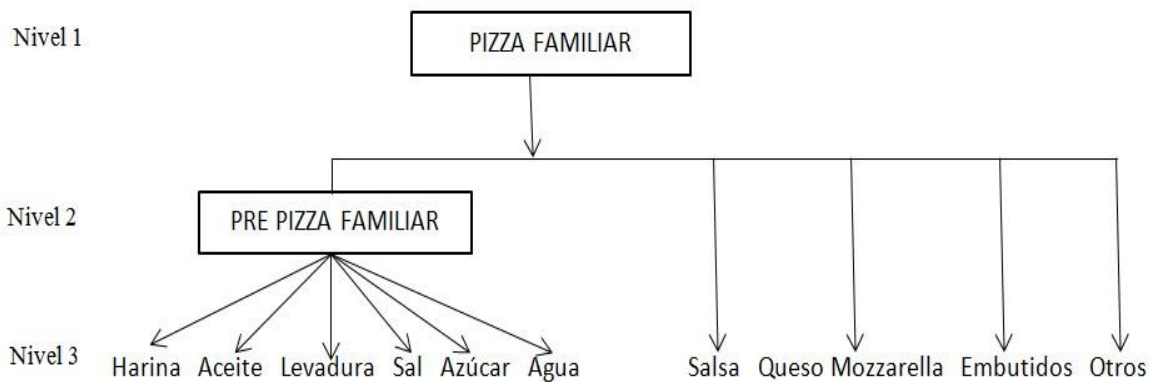 Nivel 1
PIZZA FAMILIAR
Nivel 2
PRE PIZZA FAMILIAR
Nivel 3
Harina Aceite Levadura Sal Azúcar Agua Salsa Queso Mozzarella Embutidos Otros